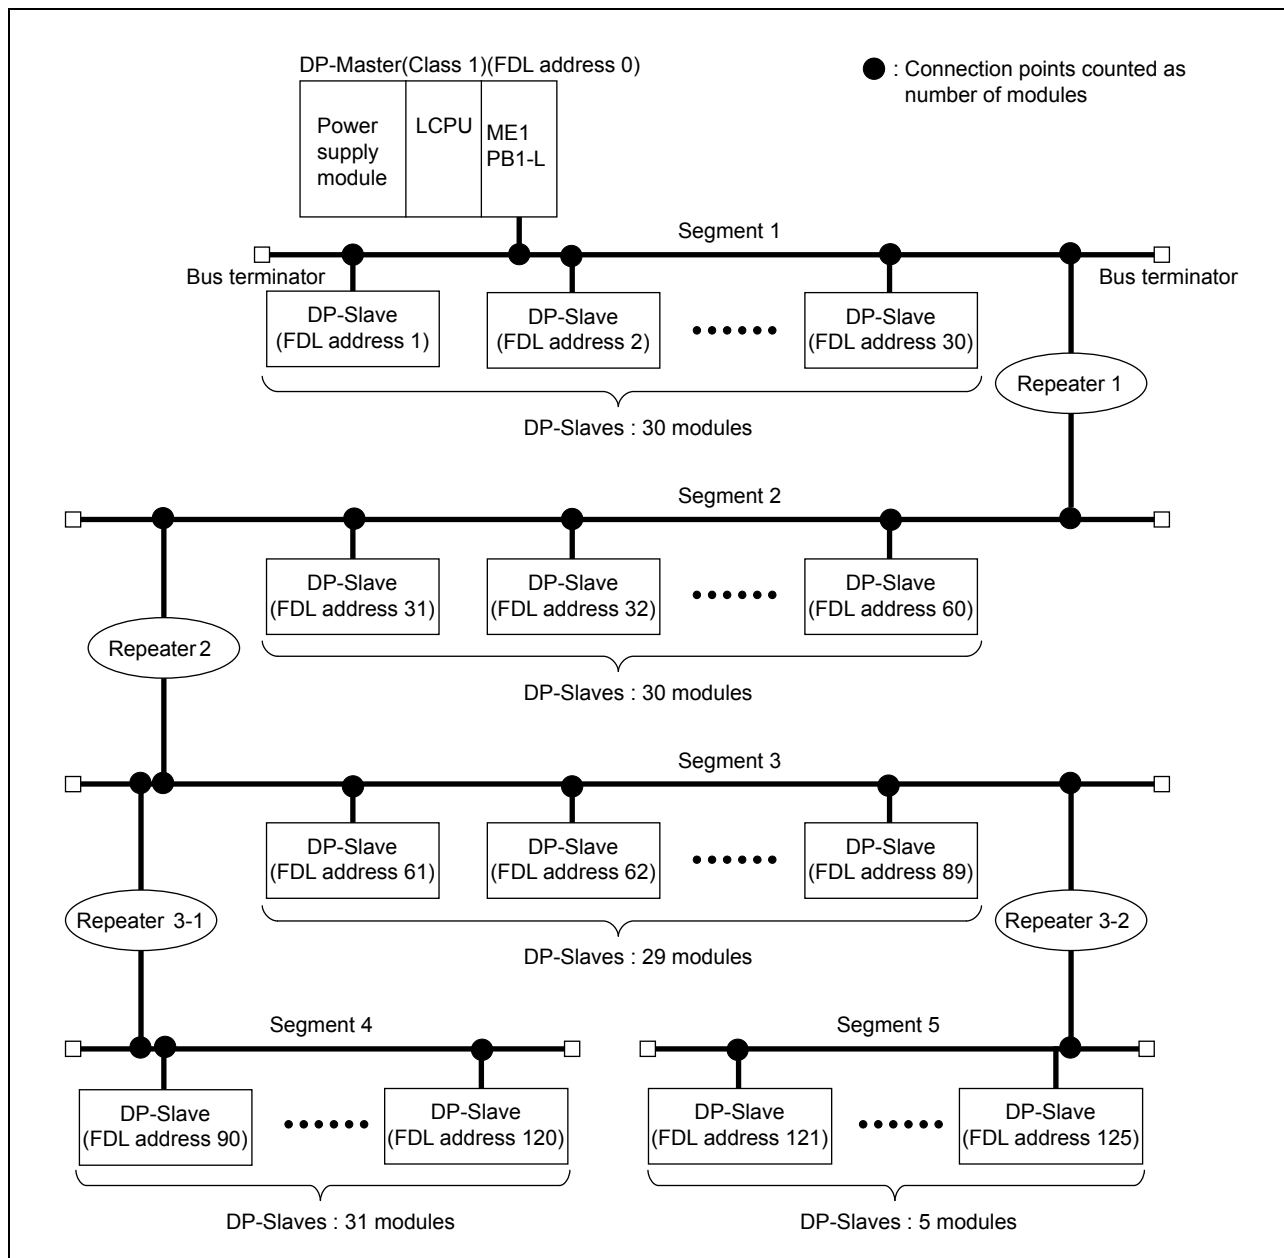 DP-Master(Class 1)(FDL address 0)
: Connection points counted as
number of modules
Power
supply
module
LCPU
ME1
PB1-L
Segment 1
Bus terminator
Bus terminator
DP-Slave
(FDL address 1)
DP-Slave
(FDL address 2)
DP-Slave
(FDL address 30)
Repeater 1
DP-Slaves : 30 modules
Segment 2
DP-Slave
(FDL address 31)
DP-Slave
(FDL address 32)
DP-Slave
(FDL address 60)
Repeater 2
DP-Slaves : 30 modules
Segment 3
DP-Slave
(FDL address 61)
DP-Slave
(FDL address 62)
DP-Slave
(FDL address 89)
Repeater 3-1
Repeater 3-2
DP-Slaves : 29 modules
Segment 4
Segment 5
DP-Slave
(FDL address 90)
DP-Slave
(FDL address 120)
DP-Slave
(FDL address 121)
DP-Slave
(FDL address 125)
DP-Slaves : 31 modules
DP-Slaves : 5 modules